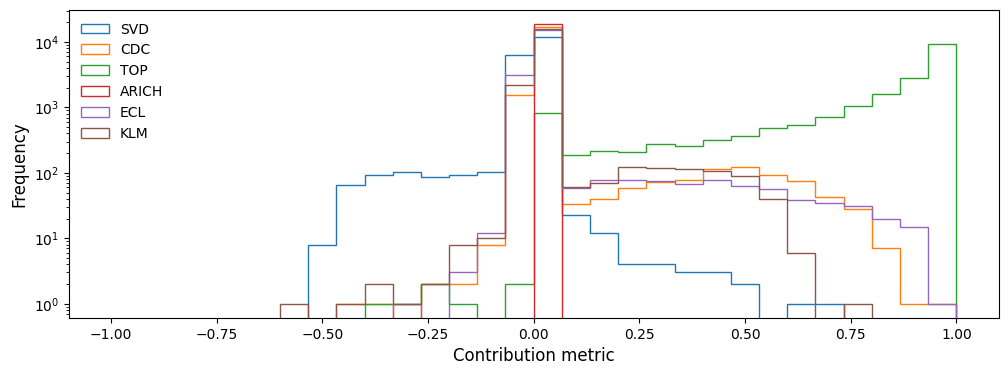 SVD
CDC
TOP
ARICH
ECL
KLM
Frequency
10⁴
10³
10²
10¹
10⁰
−1.00 −0.75 −0.50 −0.25 0.00 0.25 0.50 0.75 1.00
Contribution metric